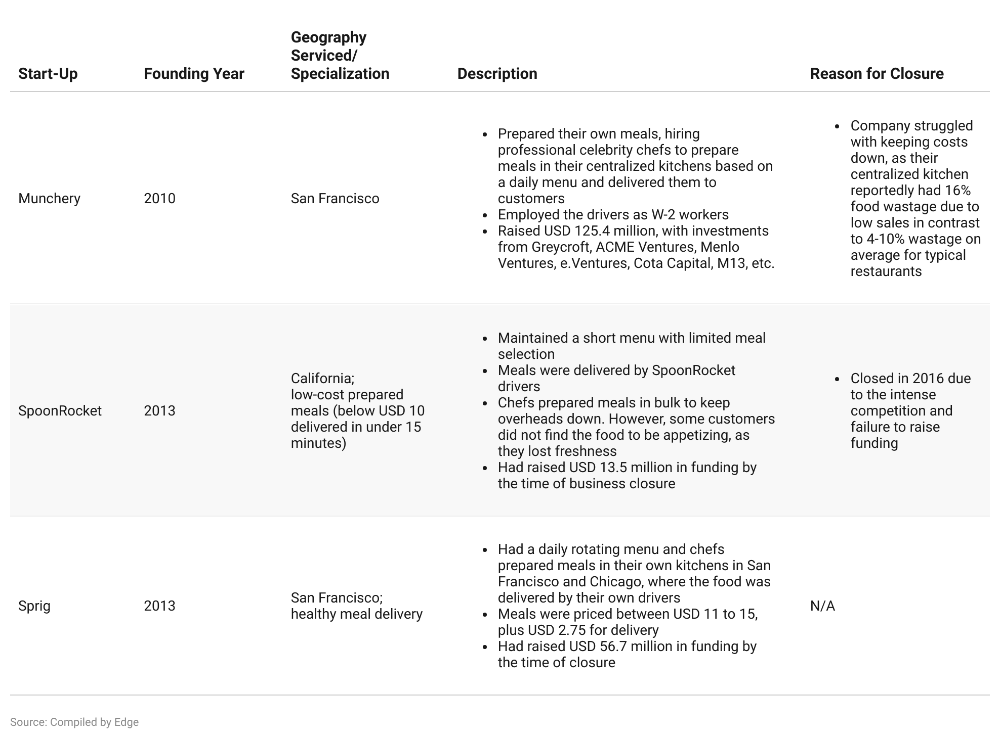 Start-Up
Founding Year
Geography
Serviced/
Specialization
Description
Reason for Closure
Munchery
2010
San Francisco
• Prepared their own meals, hiring
professional celebrity chefs to prepare
meals in their centralized kitchens based on
a daily menu and delivered them to
customers
• Employed the drivers as W-2 workers
• Raised USD 125.4 million, with investments
from Greycroft, ACME Ventures, Menlo
Ventures, e.Ventures, Cota Capital, M13, etc.
• Company struggled
with keeping costs
down, as their
centralized kitchen
reportedly had 16%
food wastage due to
low sales in contrast
to 4-10% wastage on
average for typical
restaurants
SpoonRocket
2013
California;
low-cost prepared
meals (below USD 10
delivered in under 15
minutes)
• Maintained a short menu with limited meal
selection
• Meals were delivered by SpoonRocket
drivers
• Chefs prepared meals in bulk to keep
overheads down. However, some customers
did not find the food to be appetizing, as
they lost freshness
• Had raised USD 13.5 million in funding by
the time of business closure
• Closed in 2016 due
to the intense
competition and
failure to raise
funding
Sprig
2013
San Francisco;
healthy meal delivery
• Had a daily rotating menu and chefs
prepared meals in their own kitchens in San
Francisco and Chicago, where the food was
delivered by their own drivers
• Meals were priced between USD 11 to 15,
plus USD 2.75 for delivery
• Had raised USD 56.7 million in funding by
the time of closure
N/A
Source: Compiled by Edge